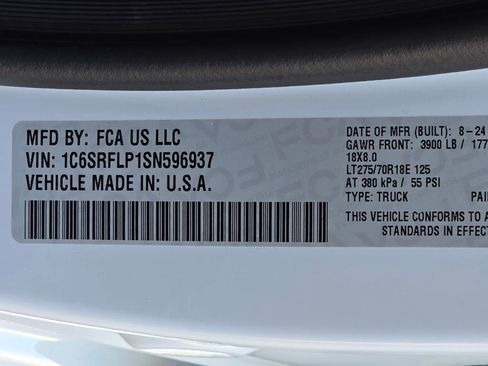 MFD BY: FCA US LLC
VIN: 1C6SRFLP1SN596937
VEHICLE MADE IN: U.S.A.
DATE OF MFR (BUILT): 8-24
GAWR FRONT: 3900 LB / 177
18X8.0
LT275/70R18E 125
AT 380 kPa / 55 PSI
TYPE: TRUCK PAI
THIS VEHICLE CONFORMS TO A
STANDARDS IN EFFECT